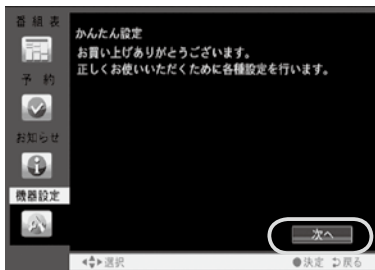 番組表
予約
お知らせ
機器設定
かんたん設定
お買い上げありがとうございます。
正しくお使いいただくために各種設定を行います。
次へ
選択
決定 戻る